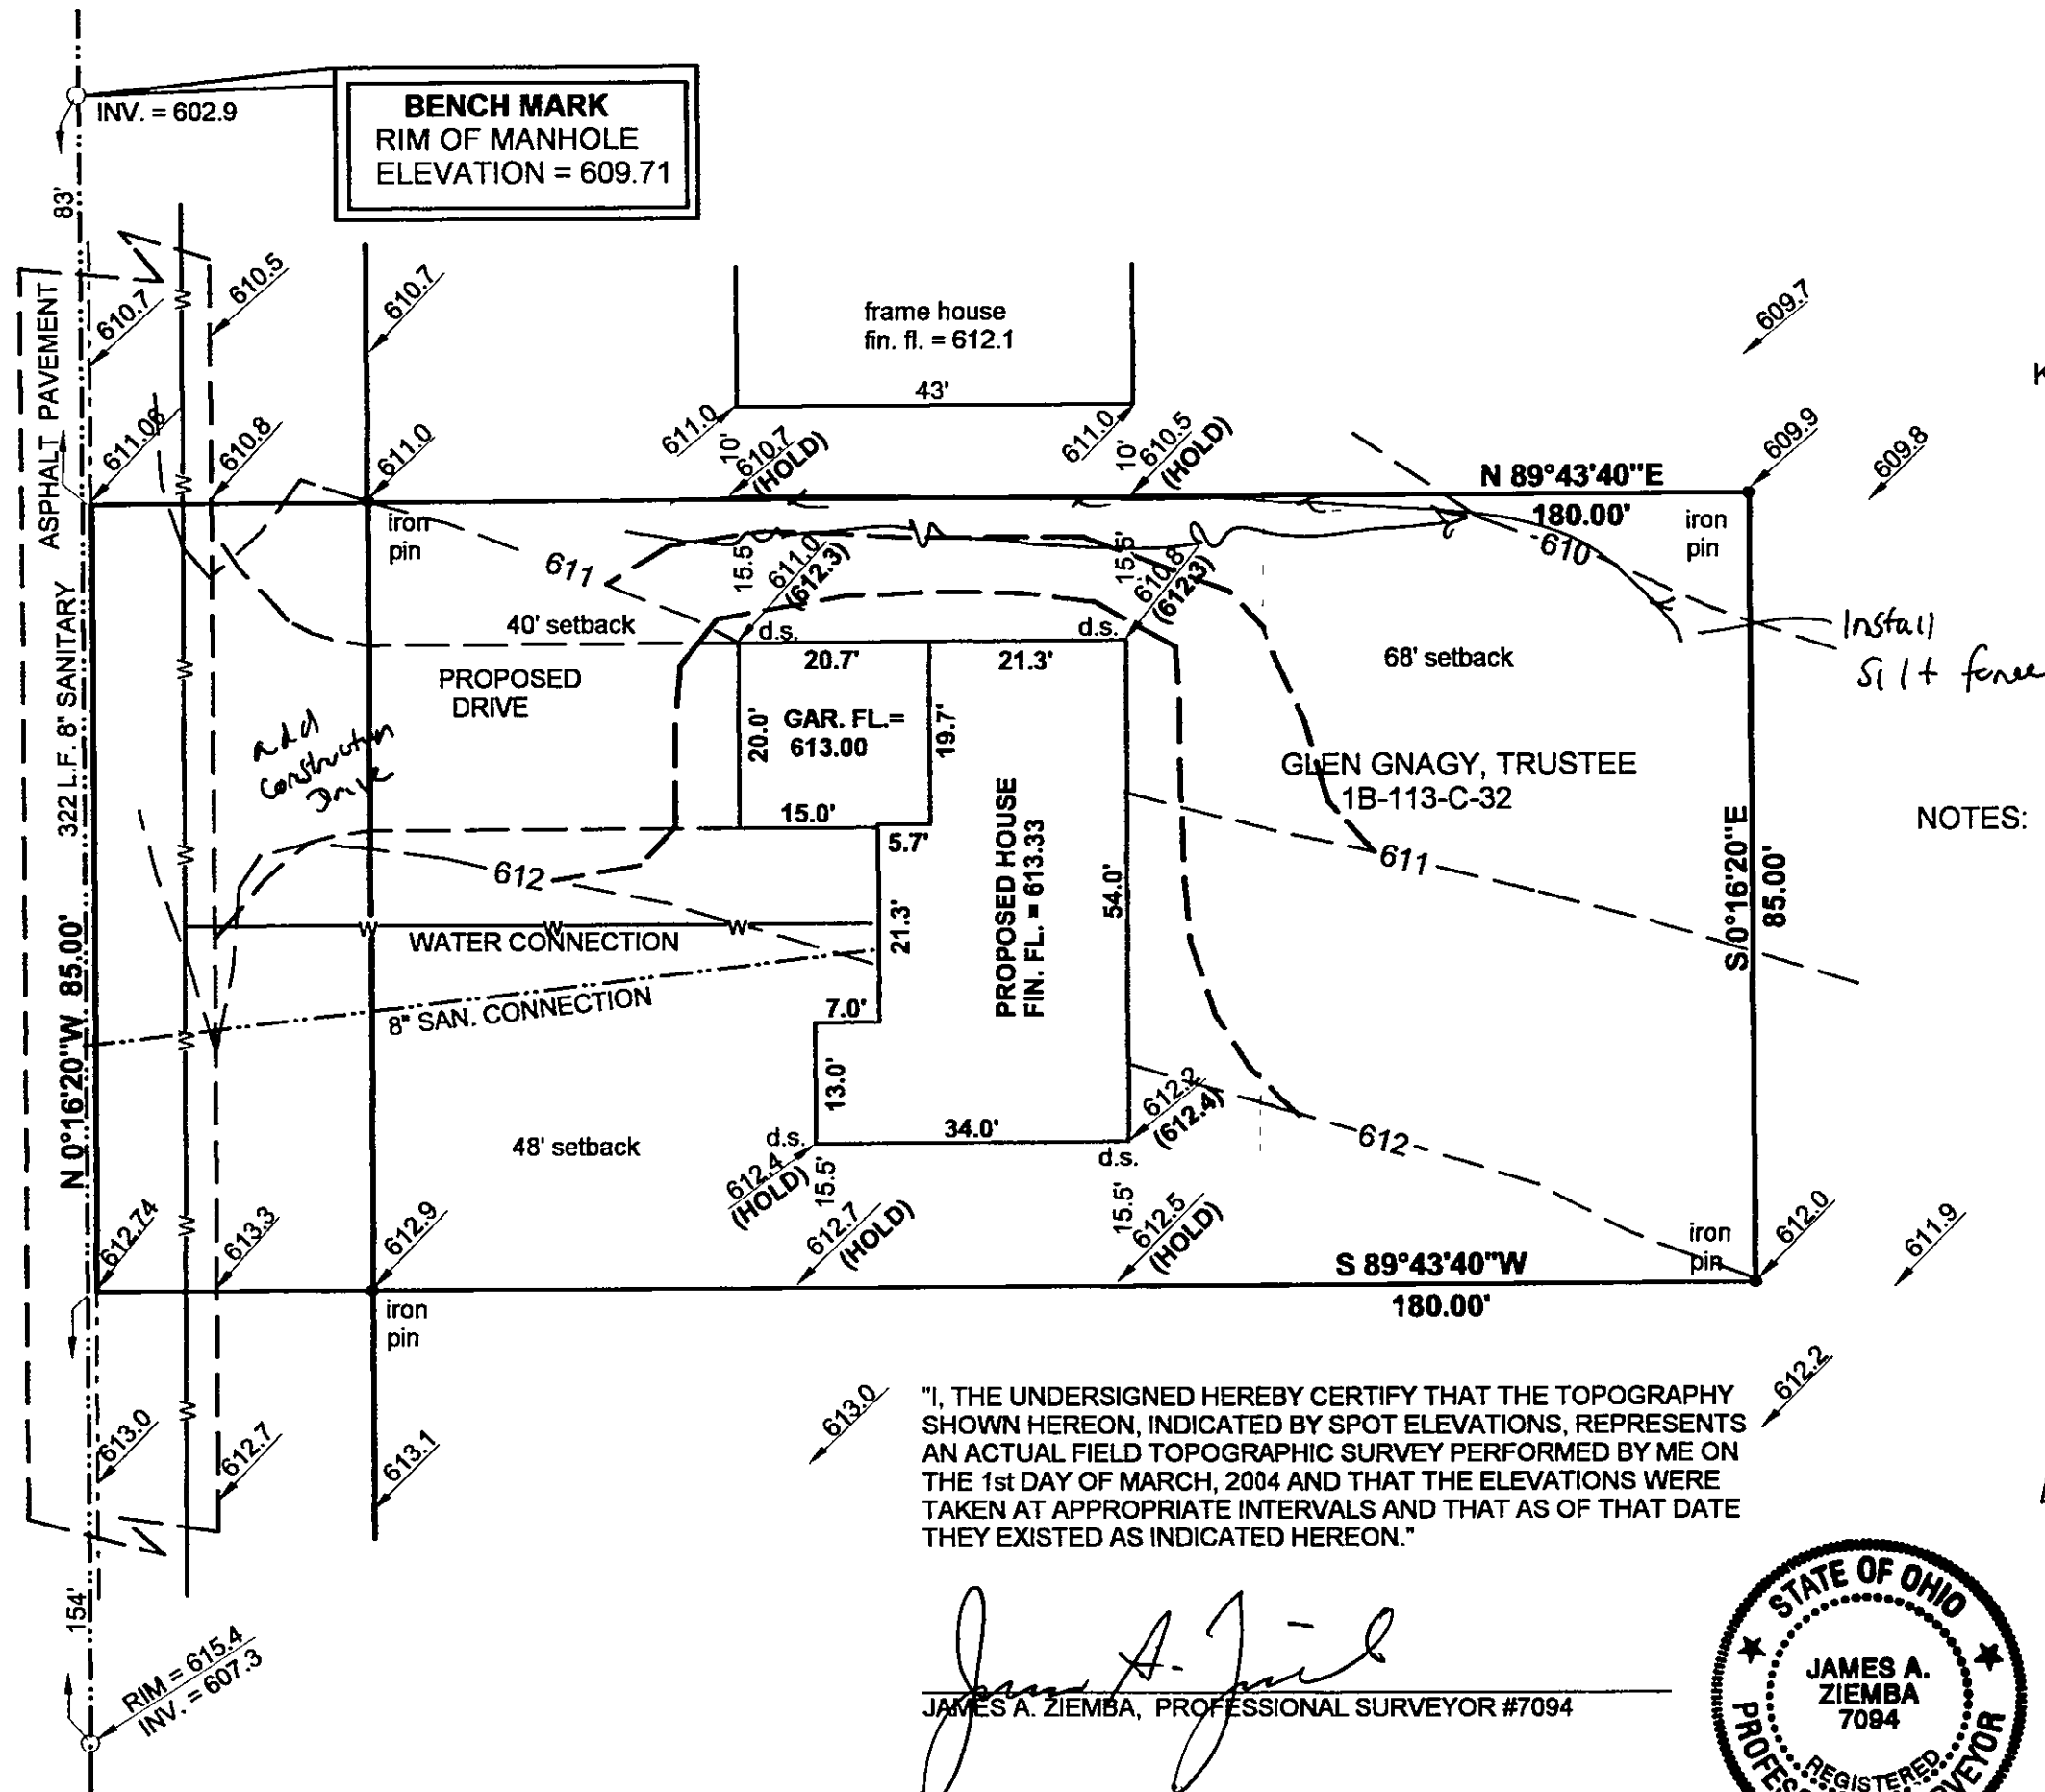 INV. = 602.9
BENCH MARK
RIM OF MANHOLE
ELEVATION = 609.71
83'
ASPHALT PAVEMENT
322 L.F. 8" SANITARY
N 0°16'20"W 85.00'
154'
610.7
610.5
610.7
frame house
fin. fl. = 612.1
43'
609.7
611.06
610.8
611.0
611.0
10'
610.7
(HOLD)
611.0
10'
610.5
(HOLD)
N 89°43'40"E
180.00'
609.9
609.8
iron
pin
iron
pin
611
15.5'
611.0
(612.3)
15.5'
610.8
(612.3)
610
Install
Silt fence
40' setback
d.s.
d.s.
20.7'
21.3'
68' setback
PROPOSED
DRIVE
GAR. FL.=
613.00
20.0'
19.7'
add
construction
Drive
GLEN GNAGY, TRUSTEE
1B-113-C-32
15.0'
5.7'
PROPOSED HOUSE
FIN. FL. = 613.33
54.0'
S 0°16'20"E
85.00'
NOTES:
611
612
W
W
W
W
W
W
W
W
W
W
21.3'
WATER CONNECTION
8" SAN. CONNECTION
7.0'
13.0'
34.0'
48' setback
d.s.
d.s.
612.2
(612.4)
612
612.4
(HOLD)
15.5'
612.7
(HOLD)
15.5'
612.5
(HOLD)
612.74
613.3
612.9
iron
pin
612.0
611.9
S 89°43'40"W
180.00'
iron
pin
613.0
612.7
613.1
613.0
612.2
"I, THE UNDERSIGNED HEREBY CERTIFY THAT THE TOPOGRAPHY
SHOWN HEREON, INDICATED BY SPOT ELEVATIONS, REPRESENTS
AN ACTUAL FIELD TOPOGRAPHIC SURVEY PERFORMED BY ME ON
THE 1st DAY OF MARCH, 2004 AND THAT THE ELEVATIONS WERE
TAKEN AT APPROPRIATE INTERVALS AND THAT AS OF THAT DATE
THEY EXISTED AS INDICATED HEREON."
RIM = 615.4
INV. = 607.3
JAMES A. ZIEMBA, PROFESSIONAL SURVEYOR #7094
STATE OF OHIO
JAMES A.
ZIEMBA
7094
REGISTERED